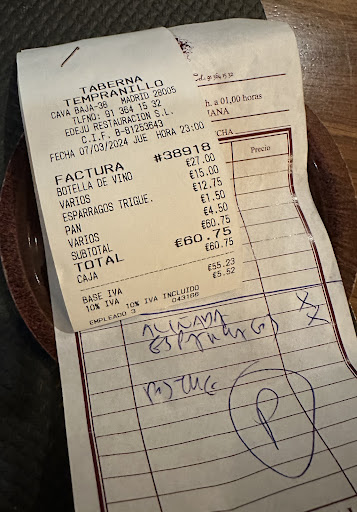 TABERNA
TEMPRANILLO
CAVA BAJA-38 MADRID 28005
TLFNO: 91 364 15 32
EDEJU RESTAURACION S.L.
C.I.F. B-81253643
FECHA 07/03/2024 JUE HORA 23:00
FACTURA #38918
BOTELLA DE VINO €27.00
VARIOS €15.00
ESPARRAGOS TRIGUE. €12.75
PAN €1.50
VARIOS €4.50
SUBTOTAL €60.75
TOTAL €60.75
CAJA €60.75
BASE IVA €55.23
10% IVA 10% IVA INCLUIDO €5.52
EMPLEADO 3 043166
364 15 32
h. a 01,00 horas
Precio
P